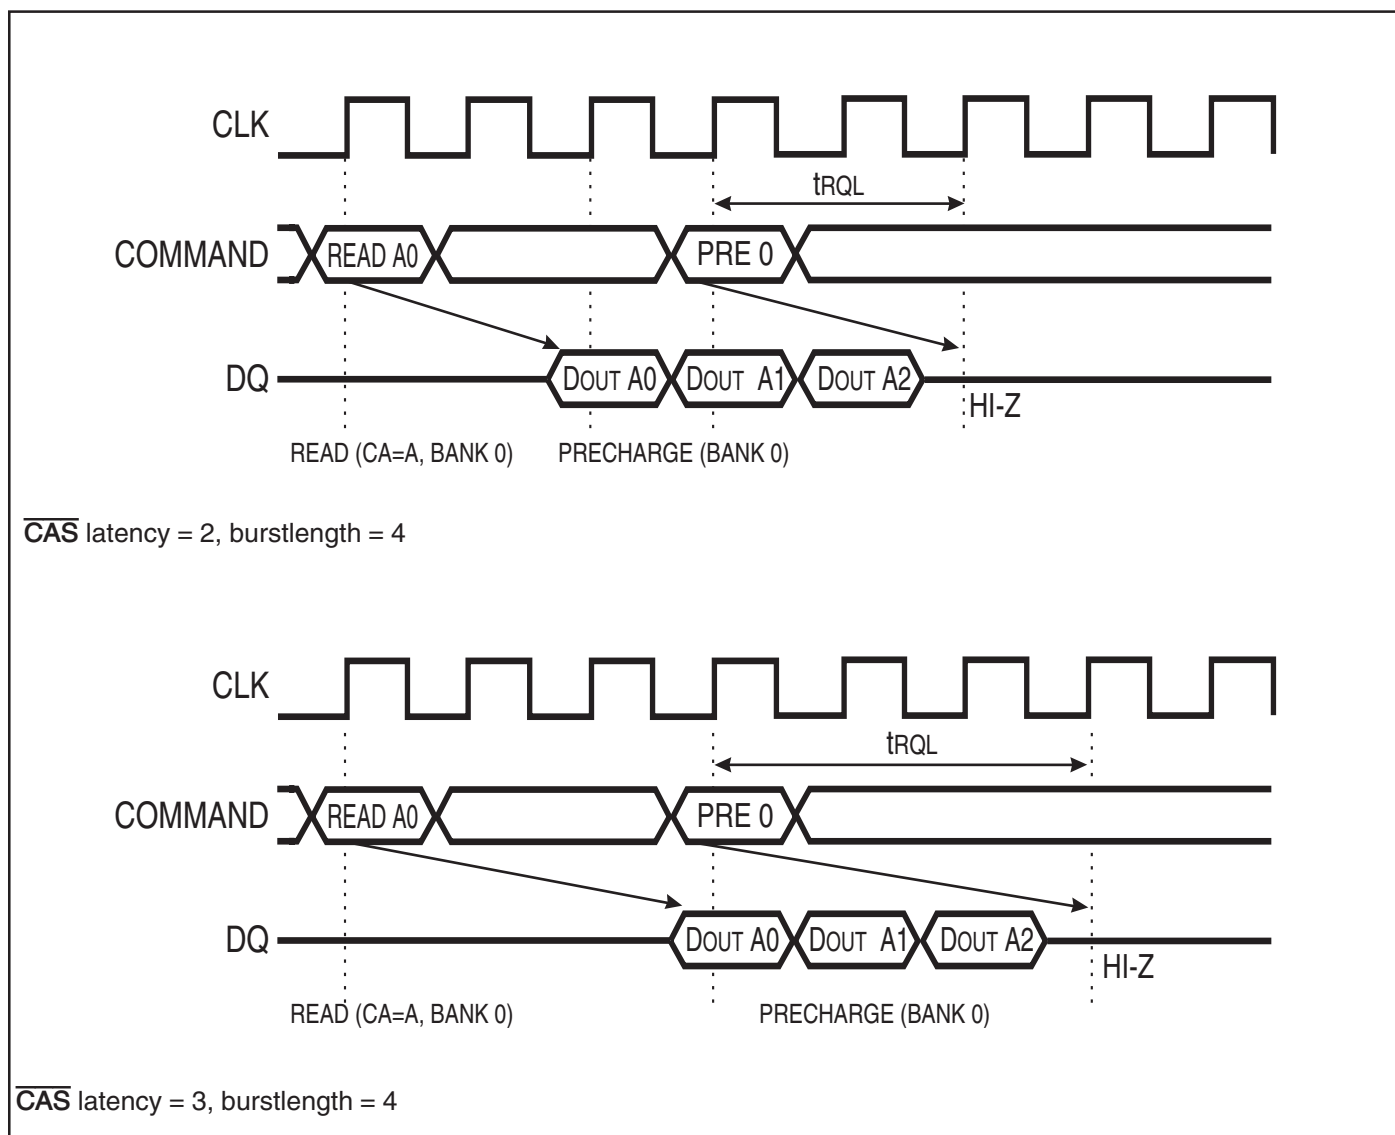 CLK
tRQL
COMMAND READ A0 PRE 0
DQ DOUT A0 DOUT A1 DOUT A2 HI-Z
READ (CA=A, BANK 0) PRECHARGE (BANK 0)
CAS latency = 2, burstlength = 4
CLK
tRQL
COMMAND READ A0 PRE 0
DQ DOUT A0 DOUT A1 DOUT A2 HI-Z
READ (CA=A, BANK 0) PRECHARGE (BANK 0)
CAS latency = 3, burstlength = 4